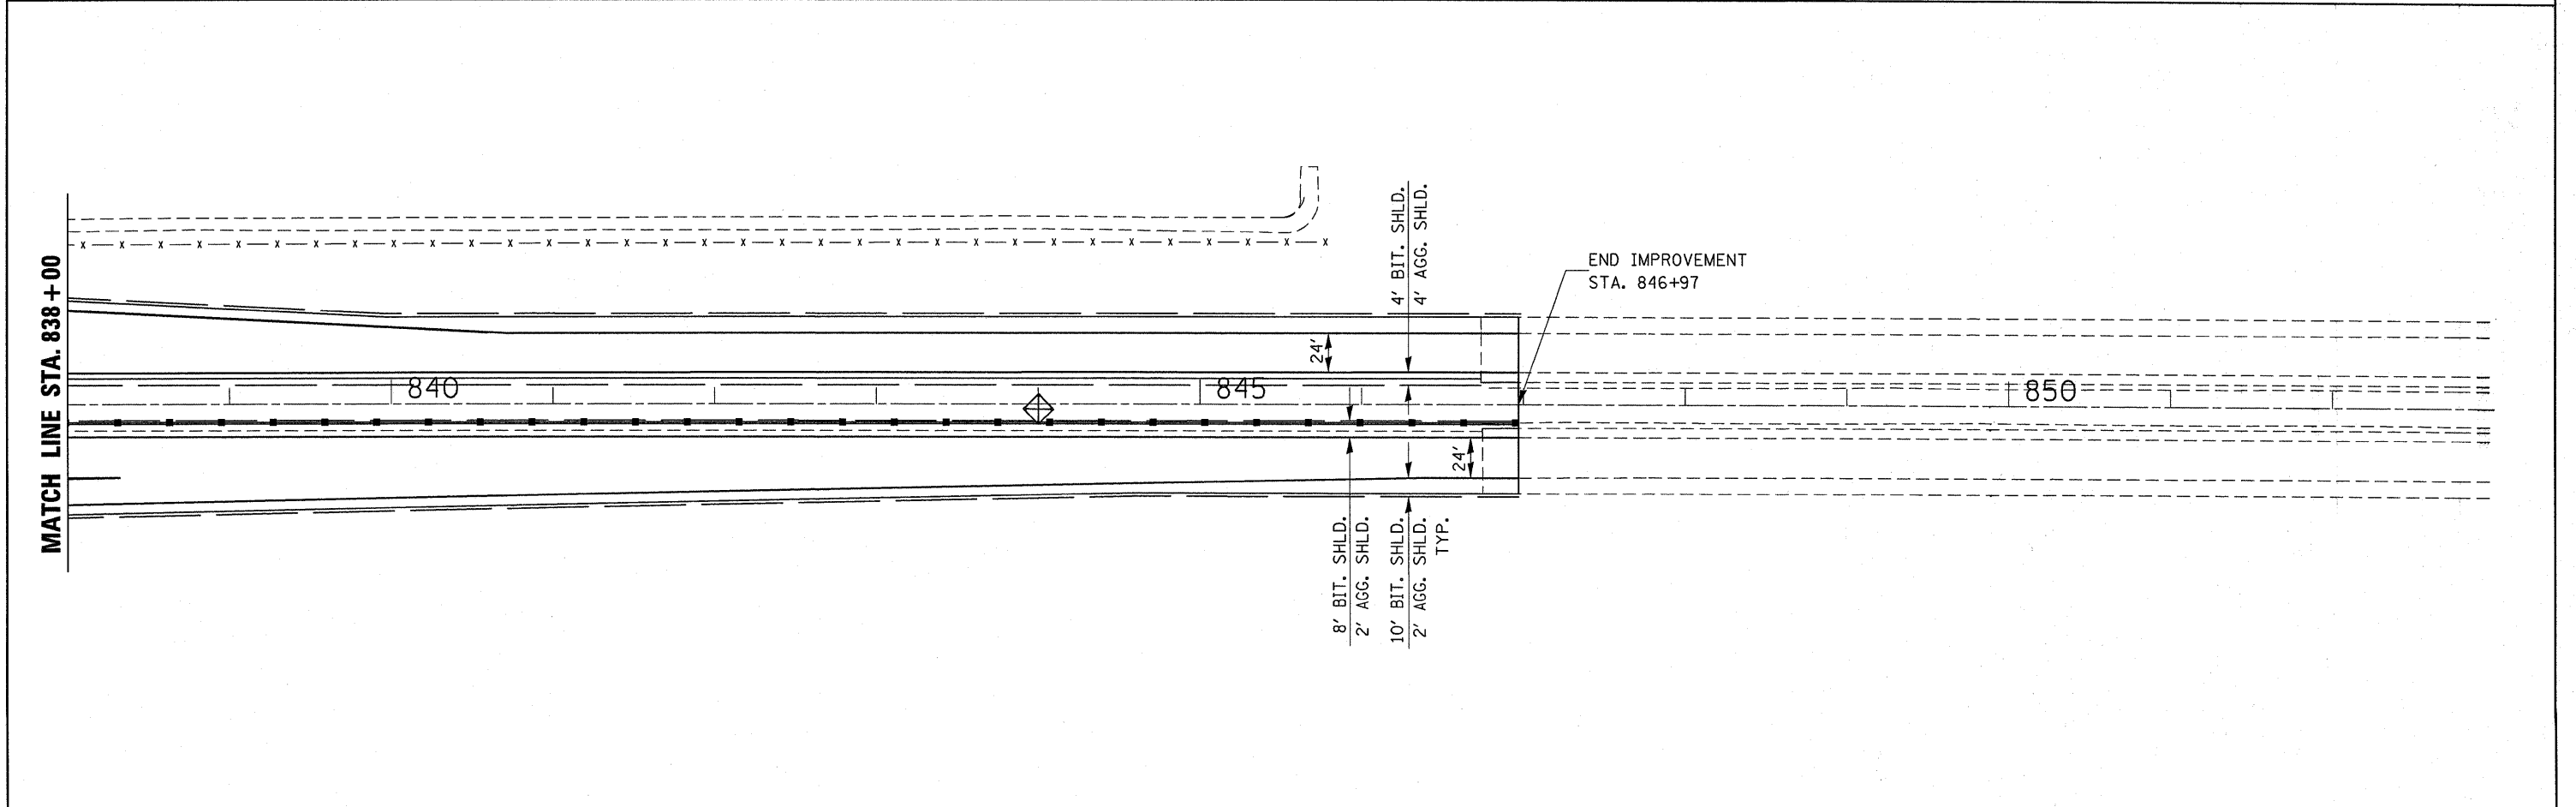 MATCH LINE STA. 838+00
840
845
850
24'
4' BIT. SHLD.
4' AGG. SHLD.
END IMPROVEMENT
STA. 846+97
24'
8' BIT. SHLD.
2' AGG. SHLD.
10' BIT. SHLD.
2' AGG. SHLD.
TYP.